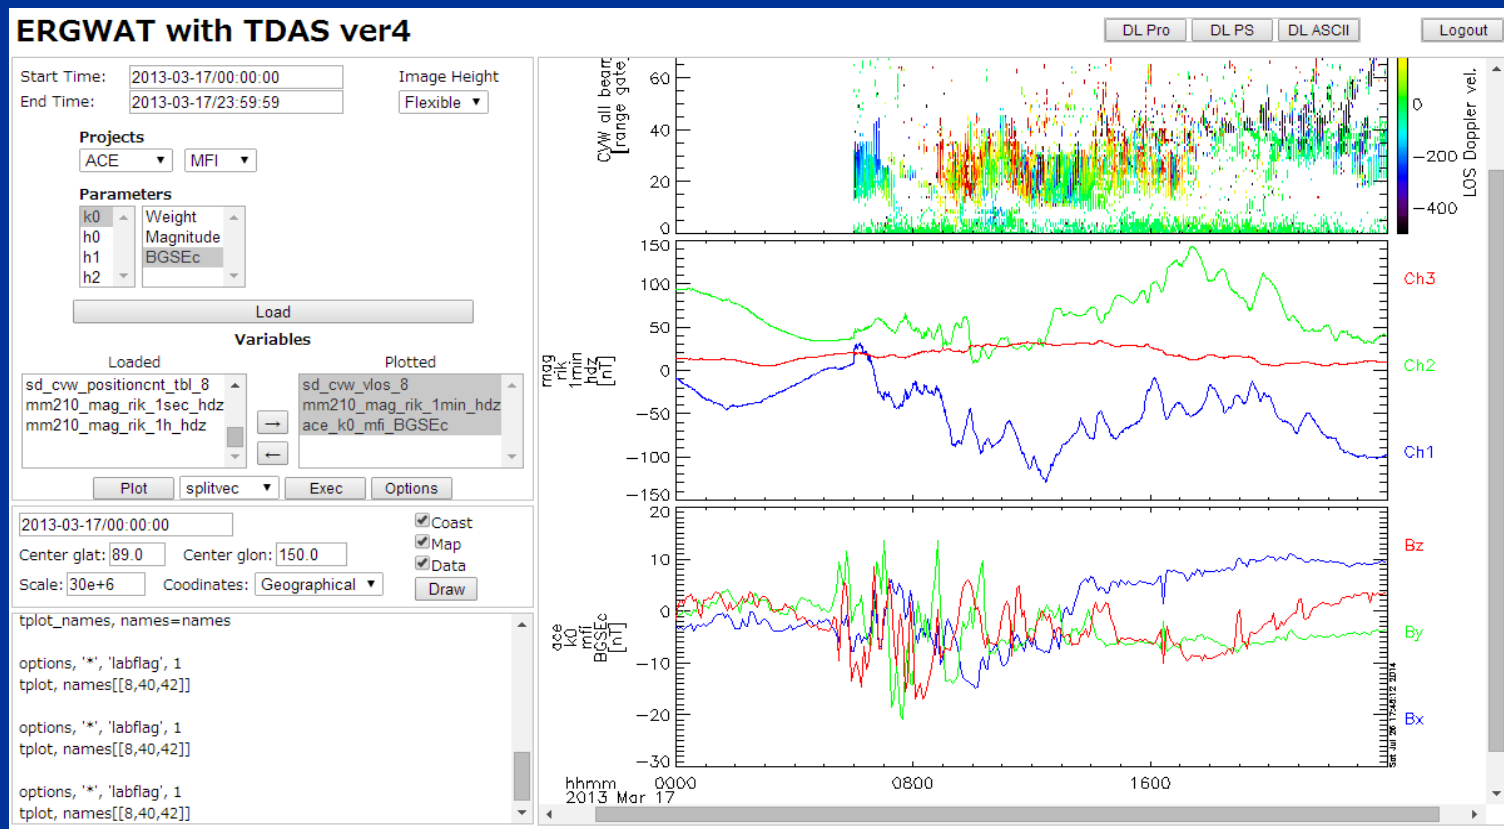 ERGWAT with TDAS ver4
DL Pro
DL PS
DL ASCII
Logout
Start Time:
2013-03-17/00:00:00
Image Height
End Time:
2013-03-17/23:59:59
Flexible
Projects
ACE
MFI
Parameters
k0
h0
h1
h2
Weight
Magnitude
BGSEc
Load
Variables
Loaded
Plotted
sd_cvw_positioncnt_tbl_8
mm210_mag_rik_1sec_hdz
mm210_mag_rik_1h_hdz
→
←
sd_cvw_vlos_8
mm210_mag_rik_1min_hdz
ace_k0_mfi_BGSEc
Plot
splitvec
Exec
Options
2013-03-17/00:00:00
Coast
Center glat:
89.0
Center glon:
150.0
Map
Data
Scale:
30e+6
Coodinates:
Geographical
Draw
tplot_names, names=names
options, '*', 'labflag', 1
tplot, names[[8,40,42]]
options, '*', 'labflag', 1
tplot, names[[8,40,42]]
options, '*', 'labflag', 1
tplot, names[[8,40,42]]
CVW all beam
[range gate]
60
40
20
0
0
-200
-400
LOS Doppler vel.
mag
rik
1min
hdz
[nT]
150
100
50
0
-50
-100
-150
Ch3
Ch2
Ch1
ace
k0
mfi
BGSEc
[nT]
20
10
0
-10
-20
-30
Bz
By
Bx
Sat Jul 26 17:45:12 2014
hhmm
0000
0800
1600
2013 Mar 17